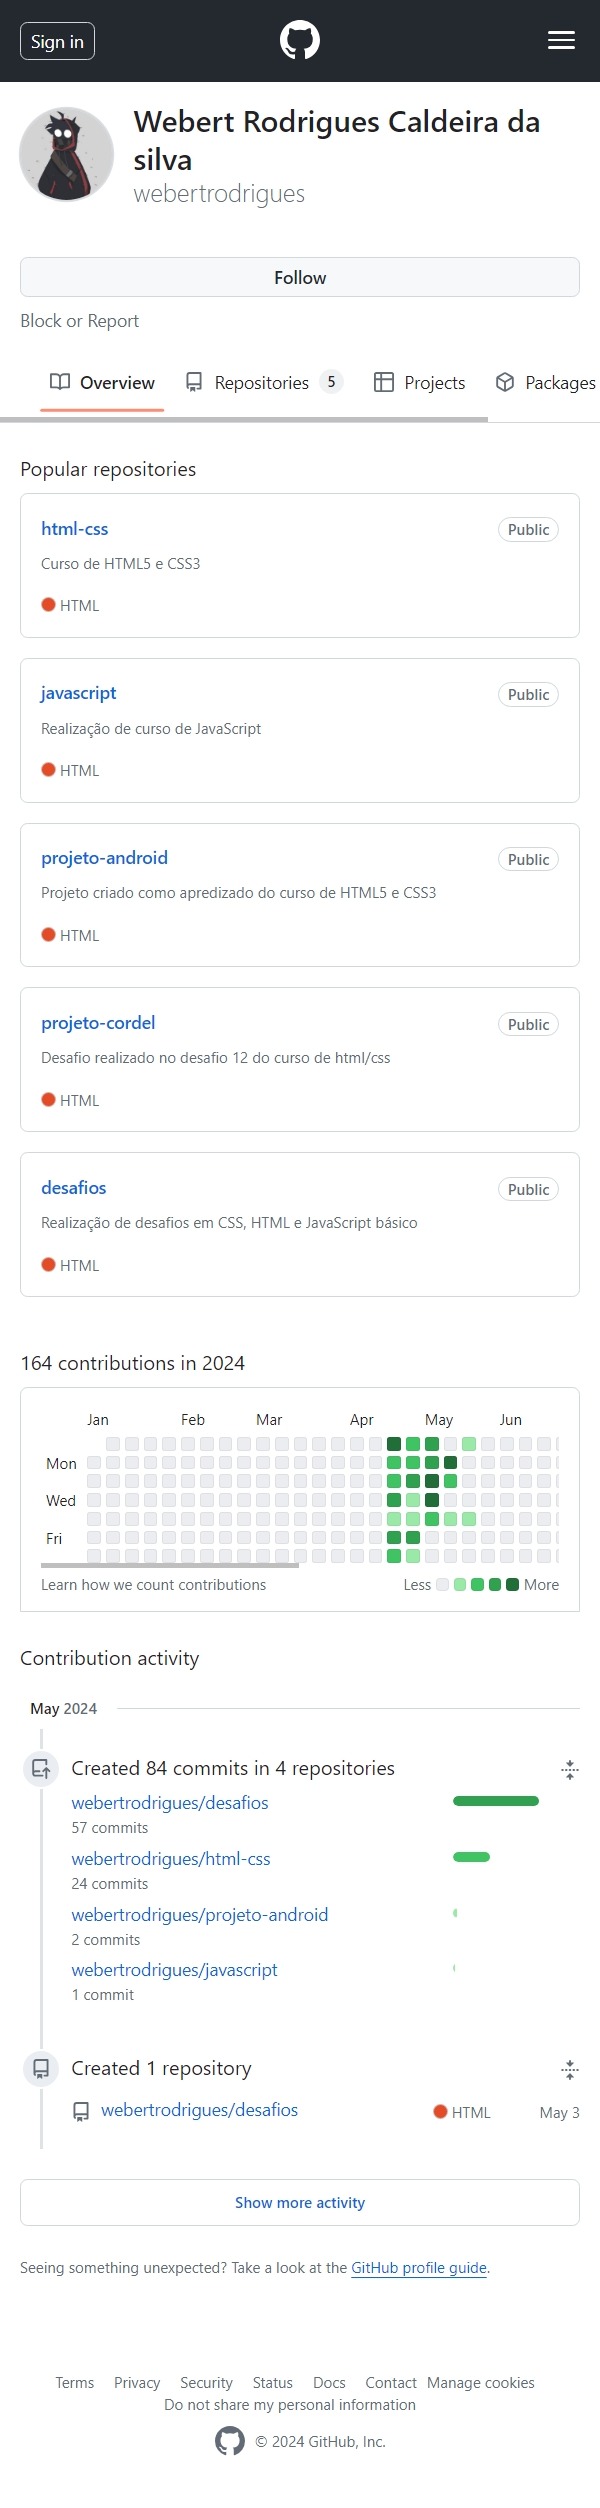 Sign in
Webert Rodrigues Caldeira da
silva
webertrodrigues
Follow
Block or Report
Overview Repositories 5 Projects Packages
Popular repositories
html-css Public
Curso de HTML5 e CSS3
HTML
javascript Public
Realização de curso de JavaScript
HTML
projeto-android Public
Projeto criado como apredizado do curso de HTML5 e CSS3
HTML
projeto-cordel Public
Desafio realizado no desafio 12 do curso de html/css
HTML
desafios Public
Realização de desafios em CSS, HTML e JavaScript básico
HTML
164 contributions in 2024
Jan Feb Mar Apr May Jun
Mon
Wed
Fri
Learn how we count contributions Less More
Contribution activity
May 2024
Created 84 commits in 4 repositories
webertrodrigues/desafios
57 commits
webertrodrigues/html-css
24 commits
webertrodrigues/projeto-android
2 commits
webertrodrigues/javascript
1 commit
Created 1 repository
webertrodrigues/desafios HTML May 3
Show more activity
Seeing something unexpected? Take a look at the GitHub profile guide.
Terms Privacy Security Status Docs Contact Manage cookies
Do not share my personal information
© 2024 GitHub, Inc.